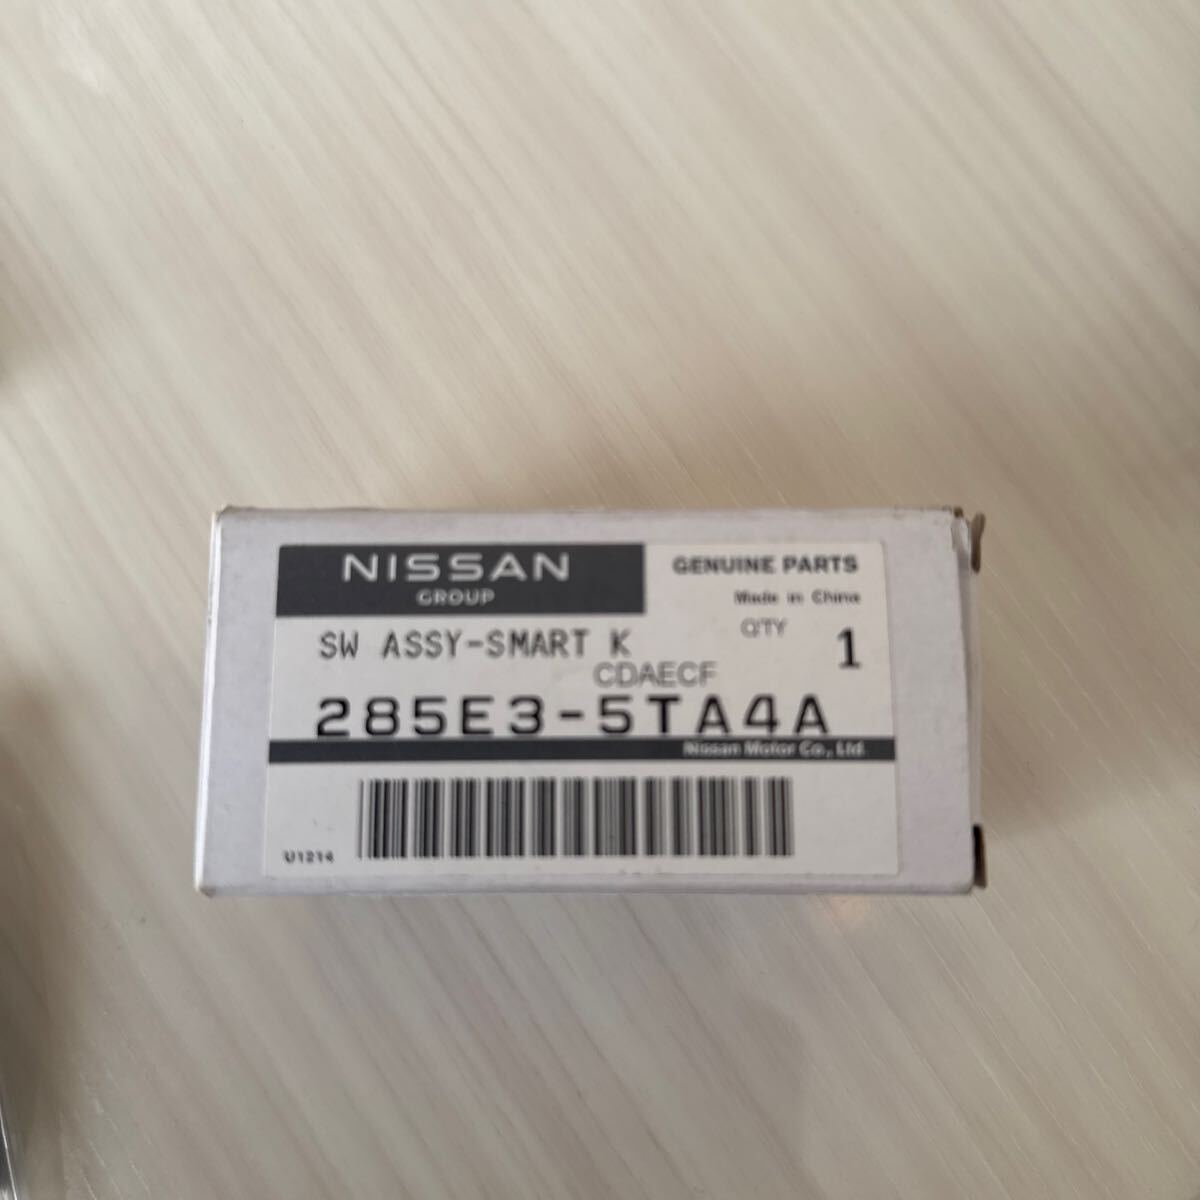 NISSAN
GROUP
GENUINE PARTS
Made in China
SW ASSY-SMART K
Q'TY 1
CDAECF
285E3-5TA4A
Nissan Motor Co., Ltd.
U1214